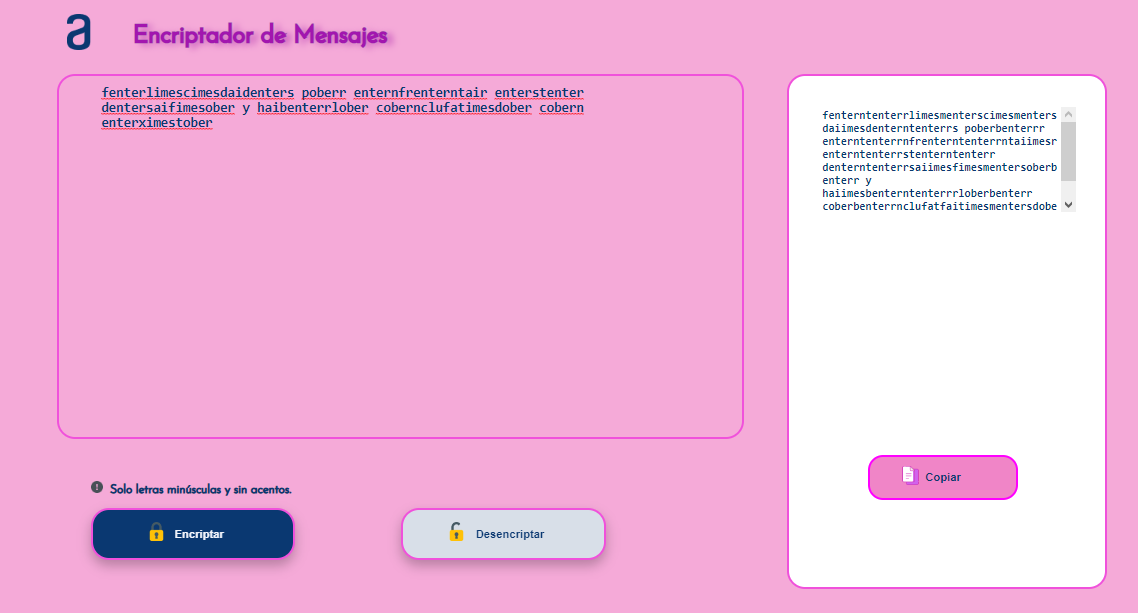 a
Encriptador de Mensajes
fenterlimescimesdaidenters poberr enternfrenterntair enterstenter
dentersaifimesober y haibenterrlober cobernclufatimesdober cobern
enterximestober
fenterntenterrlimesmenterscimesmenters
daiimesdenterntenterrs poberbenterrr
enterntenterrnfrenterntenterrntaiimesr
enterntenterrstenterntenterr
denterntenterrsaiimesfimesmentersoberb
enterr y
haiimesbenterntenterrrloberbenterr
coberbenterrnclufatfaitimesmentersdobe
Copiar
Solo letras minúsculas y sin acentos.
Encriptar
Desencriptar